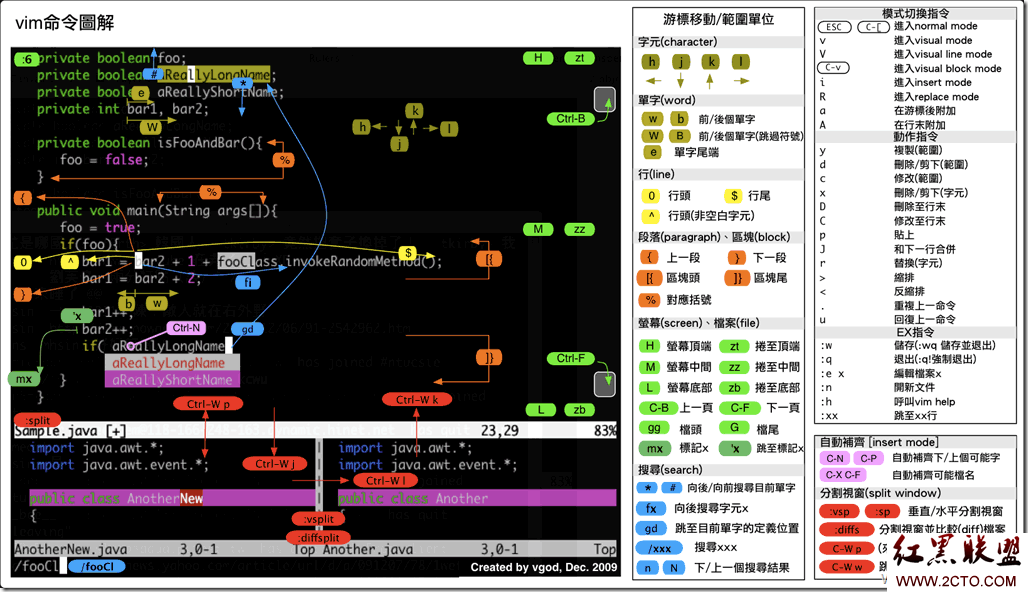 vim命令圖解
:6
private boolean foo;
private boolean aReallyLongName;
#
*
private boole aReallyShortName;
e
private int bar1, bar2;
W
private boolean isFooAndBar(){
foo = false;
%
}
{
%
public void main(String args[]){
foo = true;
if(foo){
0
^
$
bar1 = bar2 + 1 + fooClass.invokeRandomMethod();
[{
bar1 = bar2 + 2;
fi
}
b
w
'x
bar1++;
bar2++;
Ctrl-N
gd
if( aReallyLongName
aReallyLongName
aReallyShortName
]}
mx
}
}
h
j
k
l
H
zt
Ctrl-B
M
zz
Ctrl-F
L
zb
Ctrl-W p
Ctrl-W k
:split
Sample.java [+]
23,29
83%
import java.awt.*;
import java.awt.event.*;
import java.awt.*;
import java.awt.event.*;
Ctrl-W j
Ctrl-W l
public class AnotherNew
public class Another
{
{
:vsplit
:diffsplit
AnotherNew.java 3,0-1 Top
Another.java 3,0-1 Top
/fooCl
/fooCl
Created by vgod, Dec. 2009
游標移動/範圍單位
字元(character)
h j k l
單字(word)
w b 前/後個單字
W B 前/後個單字(跳過符號)
e 單字尾端
行(line)
0 行頭 $ 行尾
^ 行頭(非空白字元)
段落(paragraph)、區塊(block)
{ 上一段 } 下一段
[{ 區塊頭 ]} 區塊尾
% 對應括號
螢幕(screen)、檔案(file)
H 螢幕頂端 zt 捲至頂端
M 螢幕中間 zz 捲至中間
L 螢幕底部 zb 捲至底部
C-B 上一頁 C-F 下一頁
gg 檔頭 G 檔尾
mx 標記x 'x 跳至標記x
搜尋(search)
* # 向後/向前搜尋目前單字
fx 向後搜尋字元x
gd 跳至目前單字的定義位置
/xxx 搜尋xxx
n N 下/上一個搜尋結果
模式切換指令
ESC C-[ 進入normal mode
v 進入visual mode
V 進入visual line mode
C-v 進入visual block mode
i 進入insert mode
R 進入replace mode
a 在游標後附加
A 在行末附加
動作指令
y 複製(範圍)
d 刪除/剪下(範圍)
c 修改(範圍)
x 刪除/剪下(字元)
D 刪除至行末
C 修改至行末
p 貼上
J 和下一行合併
r 替換(字元)
> 縮排
< 反縮排
. 重複上一命令
u 回復上一命令
EX指令
:w 儲存(:wq 儲存並退出)
:q 退出(:q!強制退出)
:e x 編輯檔案x
:n 開新文件
:h 呼叫vim help
:xx 跳至xx行
自動補齊 [insert mode]
C-N C-P 自動補齊下/上個可能字
C-X C-F 自動補齊可能檔名
分割視窗(split window)
:vsp :sp 垂直/水平分割視窗
:diffs 分割視窗並比較(diff)檔案
C-W p
C-W w 跳
红黑联盟
WWW.2CTO.COM